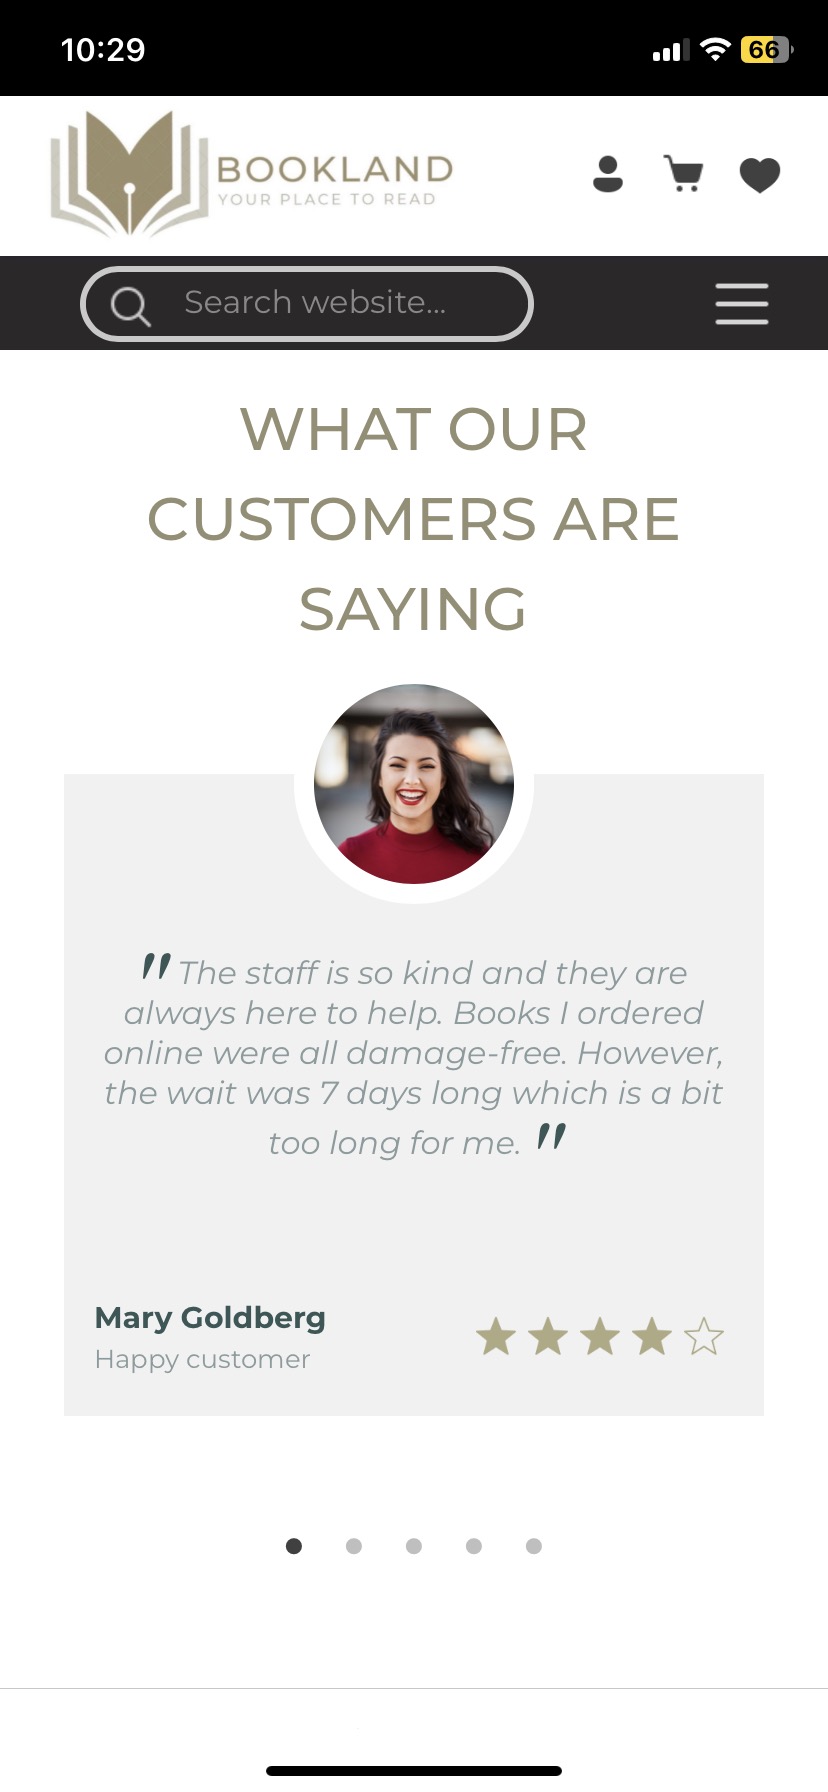 10:29
66
BOOKLAND
YOUR PLACE TO READ
Search website...
WHAT OUR
CUSTOMERS ARE
SAYING
" The staff is so kind and they are
always here to help. Books I ordered
online were all damage-free. However,
the wait was 7 days long which is a bit
too long for me. "
Mary Goldberg
Happy customer